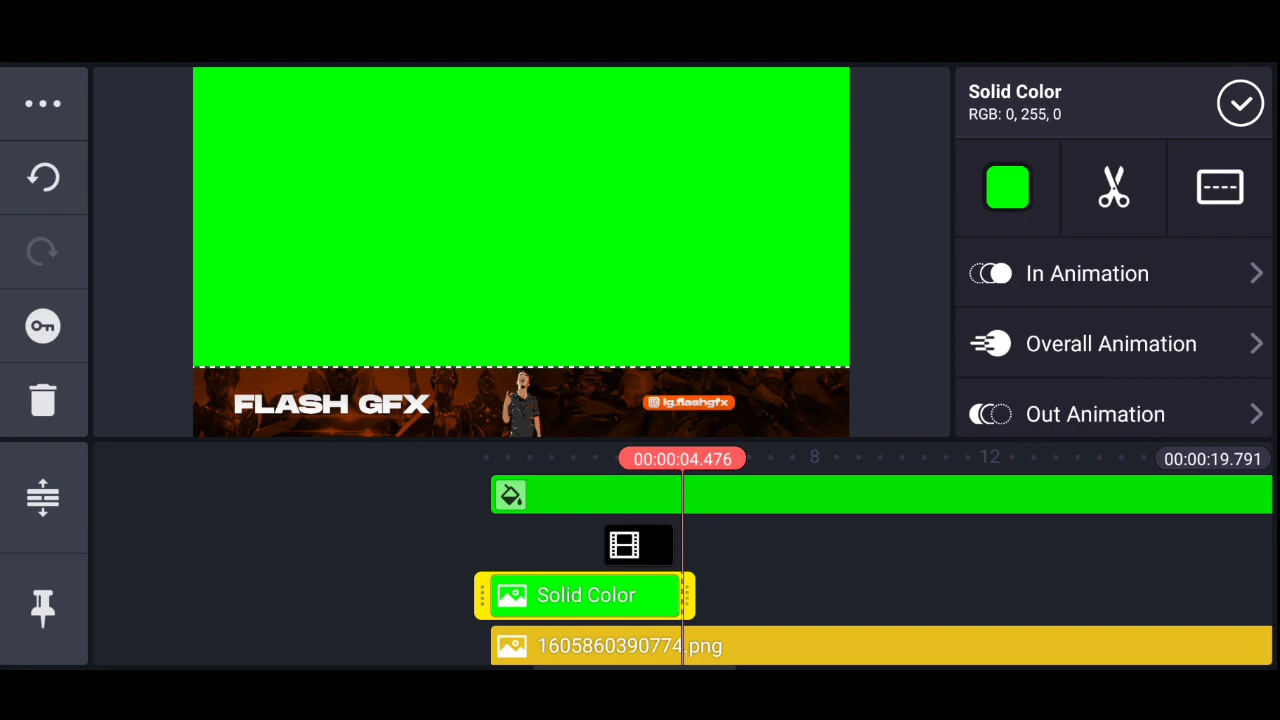 Solid Color
RGB: 0, 255, 0
In Animation
Overall Animation
Out Animation
FLASH GFX
ig.flashgfx
00:00:04.476
8
12
00:00:19.791
Solid Color
1605860390774.png